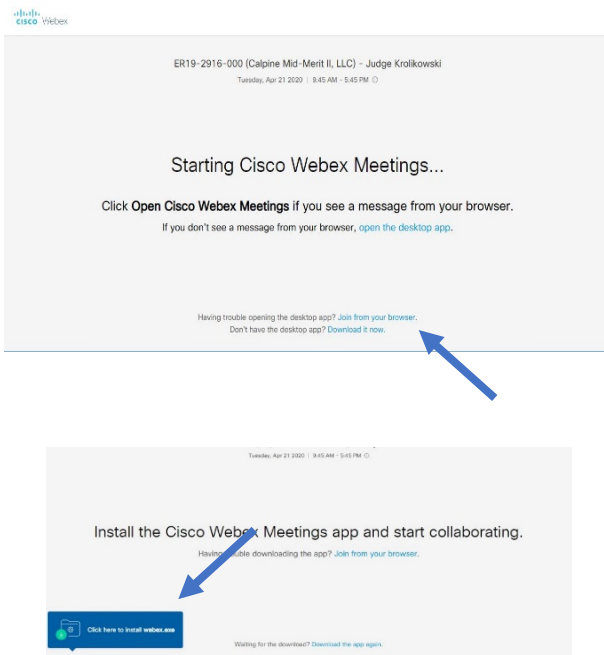 CISCO Webex
ER19-2916-000 (Calpine Mid-Merit II, LLC) - Judge Krolikowski
Tuesday, Apr 21 2020 | 9:45 AM - 5:45 PM
Starting Cisco Webex Meetings...
Click Open Cisco Webex Meetings if you see a message from your browser.
If you don't see a message from your browser, open the desktop app.
Having trouble opening the desktop app? Join from your browser.
Don't have the desktop app? Download it now.
Tuesday, Apr 21 2020 | 9:45 AM - 5:45 PM
Install the Cisco Webex Meetings app and start collaborating.
Having trouble downloading the app? Join from your browser.
Click here to install webex.exe
Waiting for the download? Download the app again.